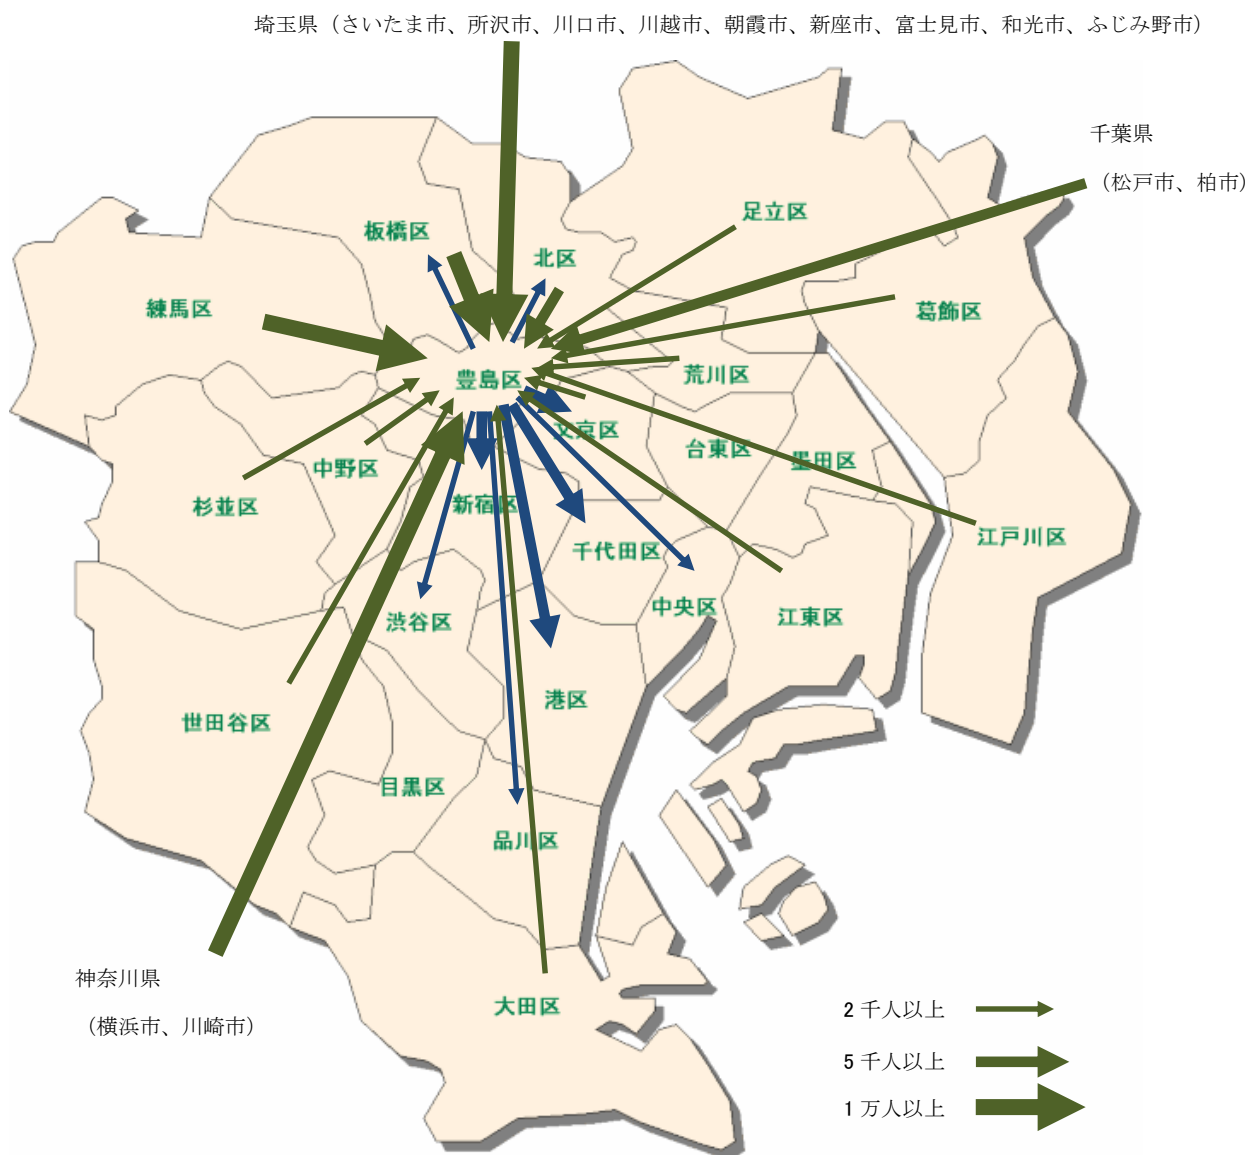 埼玉県（さいたま市、所沢市、川口市、川越市、朝霞市、新座市、富士見市、和光市、ふじみ野市）
千葉県
（松戸市、柏市）
足立区
板橋区
北区
練馬区
葛飾区
豊島区
荒川区
文京区
台東区
墨田区
中野区
杉並区
新宿区
千代田区
江戸川区
中央区
江東区
渋谷区
港区
世田谷区
目黒区
品川区
神奈川県
（横浜市、川崎市）
大田区
2 千人以上
5 千人以上
1 万人以上